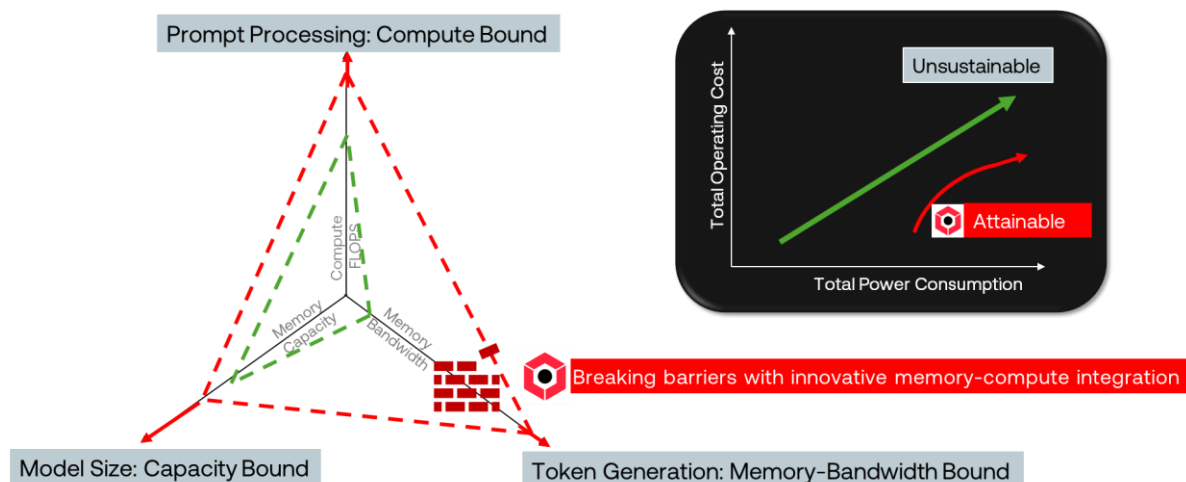 Prompt Processing: Compute Bound
Unsustainable
Total Operating Cost
Attainable
Total Power Consumption
Compute
FLOPS
Memory
Capacity
Memory
Bandwidth
Breaking barriers with innovative memory-compute integration
Model Size: Capacity Bound
Token Generation: Memory-Bandwidth Bound